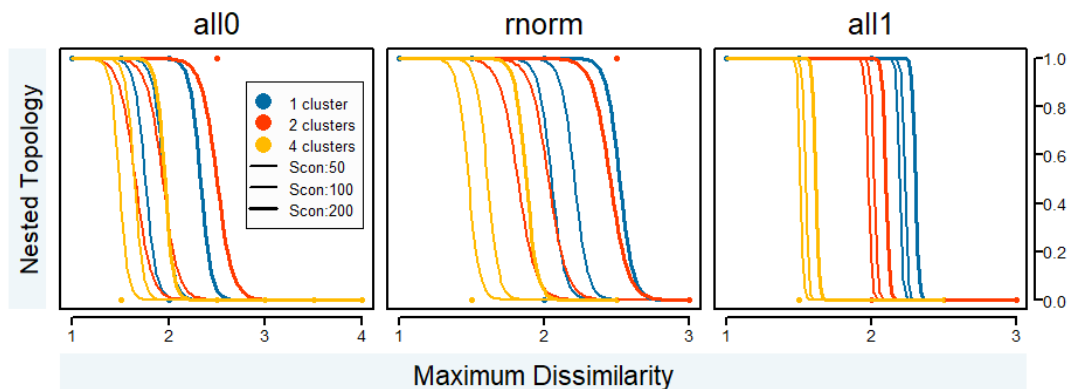 all0 rnorm all1
Nested Topology
1 cluster
2 clusters
4 clusters
Scon:50
Scon:100
Scon:200
1.0
0.8
0.6
0.4
0.2
0.0
1 2 3 4 1 2 3 1 2 3
Maximum Dissimilarity